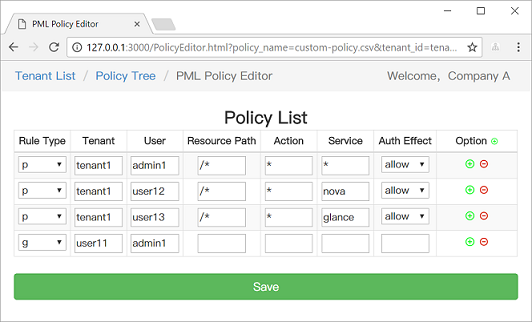 PML Policy Editor
127.0.0.1:3000/PolicyEditor.html?policy_name=custom-policy.csv&tenant_id=tena...
Tenant List / Policy Tree / PML Policy Editor Welcome, Company A
Policy List
Rule Type Tenant User Resource Path Action Service Auth Effect Option
p tenant1 admin1 /* * * allow
p tenant1 user12 /* * nova allow
p tenant1 user13 /* * glance allow
g user11 admin1
Save